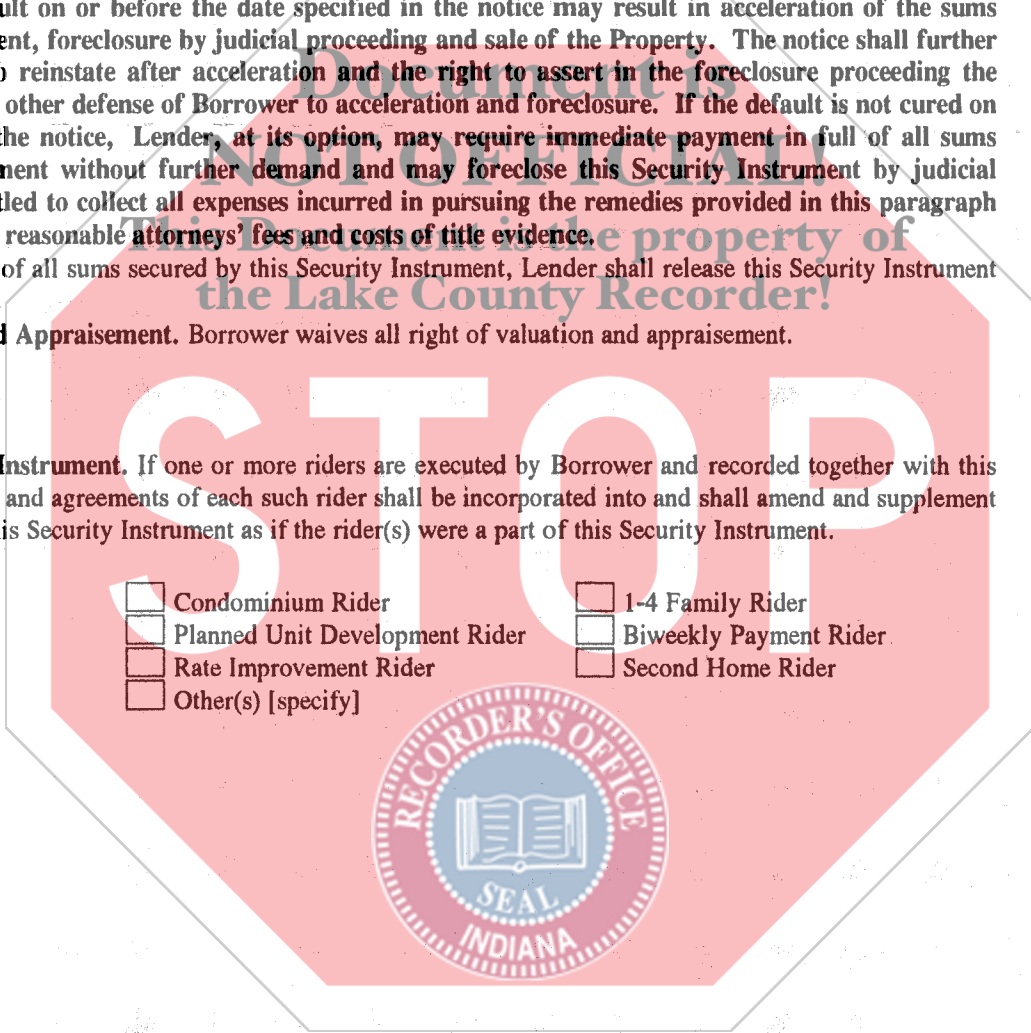 ult on or before the date specified in the notice may result in acceleration of the sums
ent, foreclosure by judicial proceeding and sale of the Property. The notice shall further
o reinstate after acceleration and the right to assert in the foreclosure proceeding the
Document is
other defense of Borrower to acceleration and foreclosure. If the default is not cured on
the notice, Lender, at its option, may require immediate payment in full of all sums
NOT OFFICIAL!
ment without further demand and may foreclose this Security Instrument by judicial
tled to collect all expenses incurred in pursuing the remedies provided in this paragraph
reasonable attorneys' fees and costs of title evidence.
This Document is the property of
of all sums secured by this Security Instrument, Lender shall release this Security Instrument
the Lake County Recorder!
d Appraisement. Borrower waives all right of valuation and appraisement.
STOP
Instrument. If one or more riders are executed by Borrower and recorded together with this
and agreements of each such rider shall be incorporated into and shall amend and supplement
is Security Instrument as if the rider(s) were a part of this Security Instrument.
Condominium Rider
1-4 Family Rider
Planned Unit Development Rider
Biweekly Payment Rider
Rate Improvement Rider
Second Home Rider
Other(s) [specify]
RECORDER'S OFFICE
SEAL
INDIANA